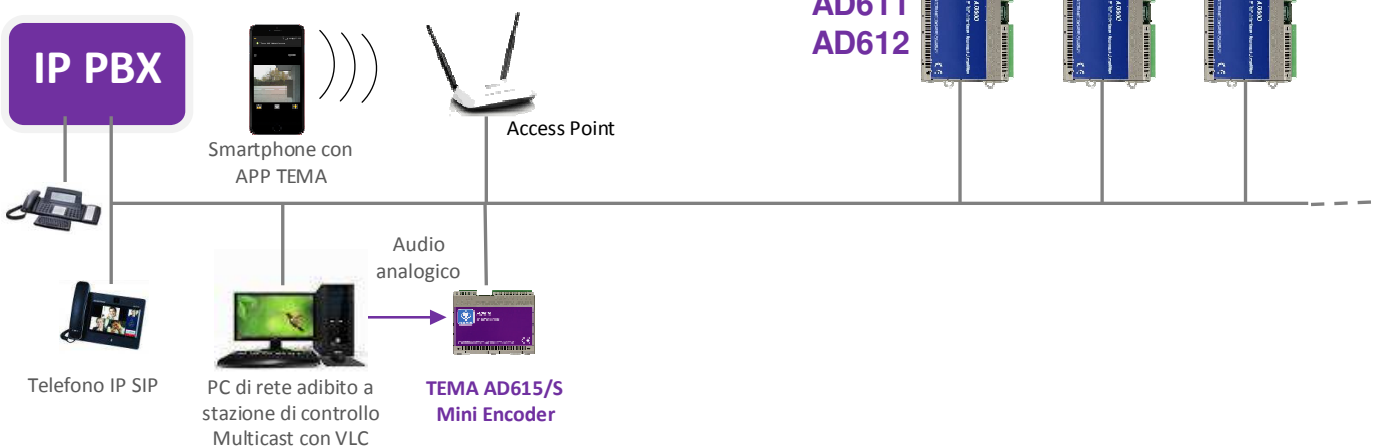 AD611
AD612
IP PBX
Access Point
Smartphone con
APP TEMA
Audio
analogico
Telefono IP SIP
PC di rete adibito a
stazione di controllo
Multicast con VLC
TEMA AD615/S
Mini Encoder